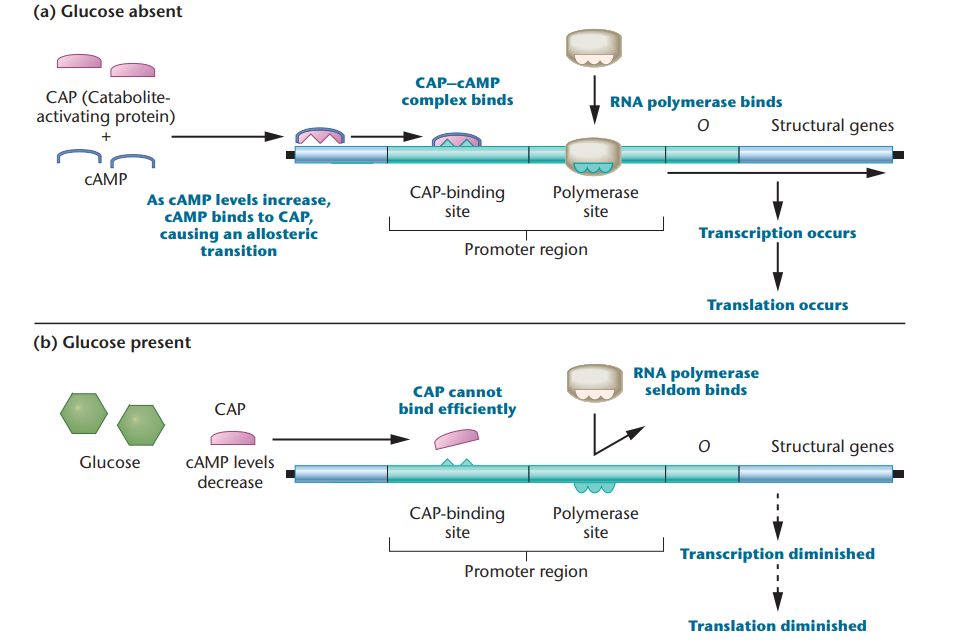 (a) Glucose absent
CAP (Catabolite-
activating protein)
+
cAMP
As cAMP levels increase,
cAMP binds to CAP,
causing an allosteric
transition
CAP–cAMP
complex binds
RNA polymerase binds
O
Structural genes
CAP-binding
site
Polymerase
site
Promoter region
Transcription occurs
Translation occurs
(b) Glucose present
Glucose
CAP
cAMP levels
decrease
CAP cannot
bind efficiently
RNA polymerase
seldom binds
O
Structural genes
CAP-binding
site
Polymerase
site
Promoter region
Transcription diminished
Translation diminished